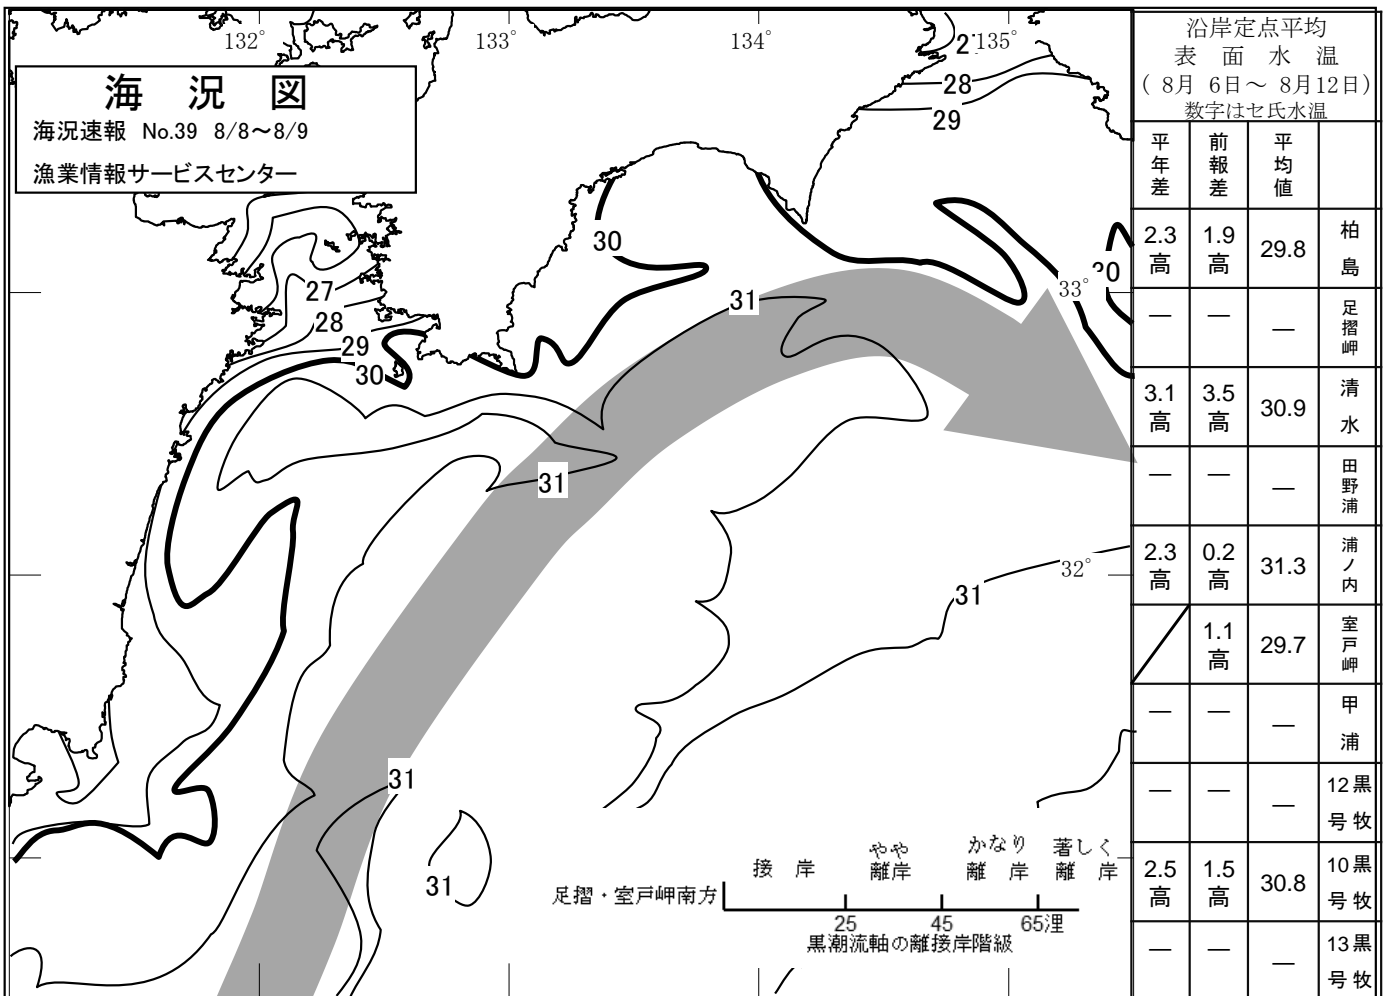 海 況 図
海況速報 No.39 8/8～8/9
漁業情報サービスセンター
132°
133°
134°
135°
27
28
29
30
30
33°
31
27
28
29
30
31
32°
31
31
31
接 岸
やや
離岸
かなり
離 岸
著しく
離 岸
足摺・室戸岬南方
25
45
65浬
黒潮流軸の離接岸階級
沿岸定点平均
表 面 水 温
( 8月 6日～ 8月12日)
数字はセ氏水温
平年差 前報差 平均値
2.3高 1.9高 29.8 柏島
― ― ― 足摺岬
3.1高 3.5高 30.9 清水
― ― ― 田野浦
2.3高 0.2高 31.3 浦ノ内
1.1高 29.7 室戸岬
― ― ― 甲浦
― ― ― 12黒号牧
2.5高 1.5高 30.8 10黒号牧
― ― ― 13黒号牧